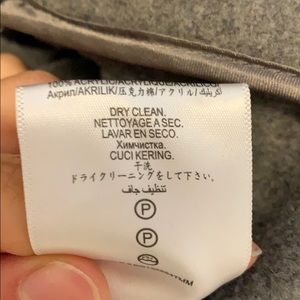 100% ACRYLIC/ACRYLIQUE/ACRILICO/
Акрил/AKRILIK/压克力棉/アクリル/اكريليك
DRY CLEAN.
NETTOYAGE A SEC.
LAVAR EN SECO.
Химчистка.
CUCI KERING.
干洗
ドライクリーニングをして下さい。
تنظيف جاف
P
P